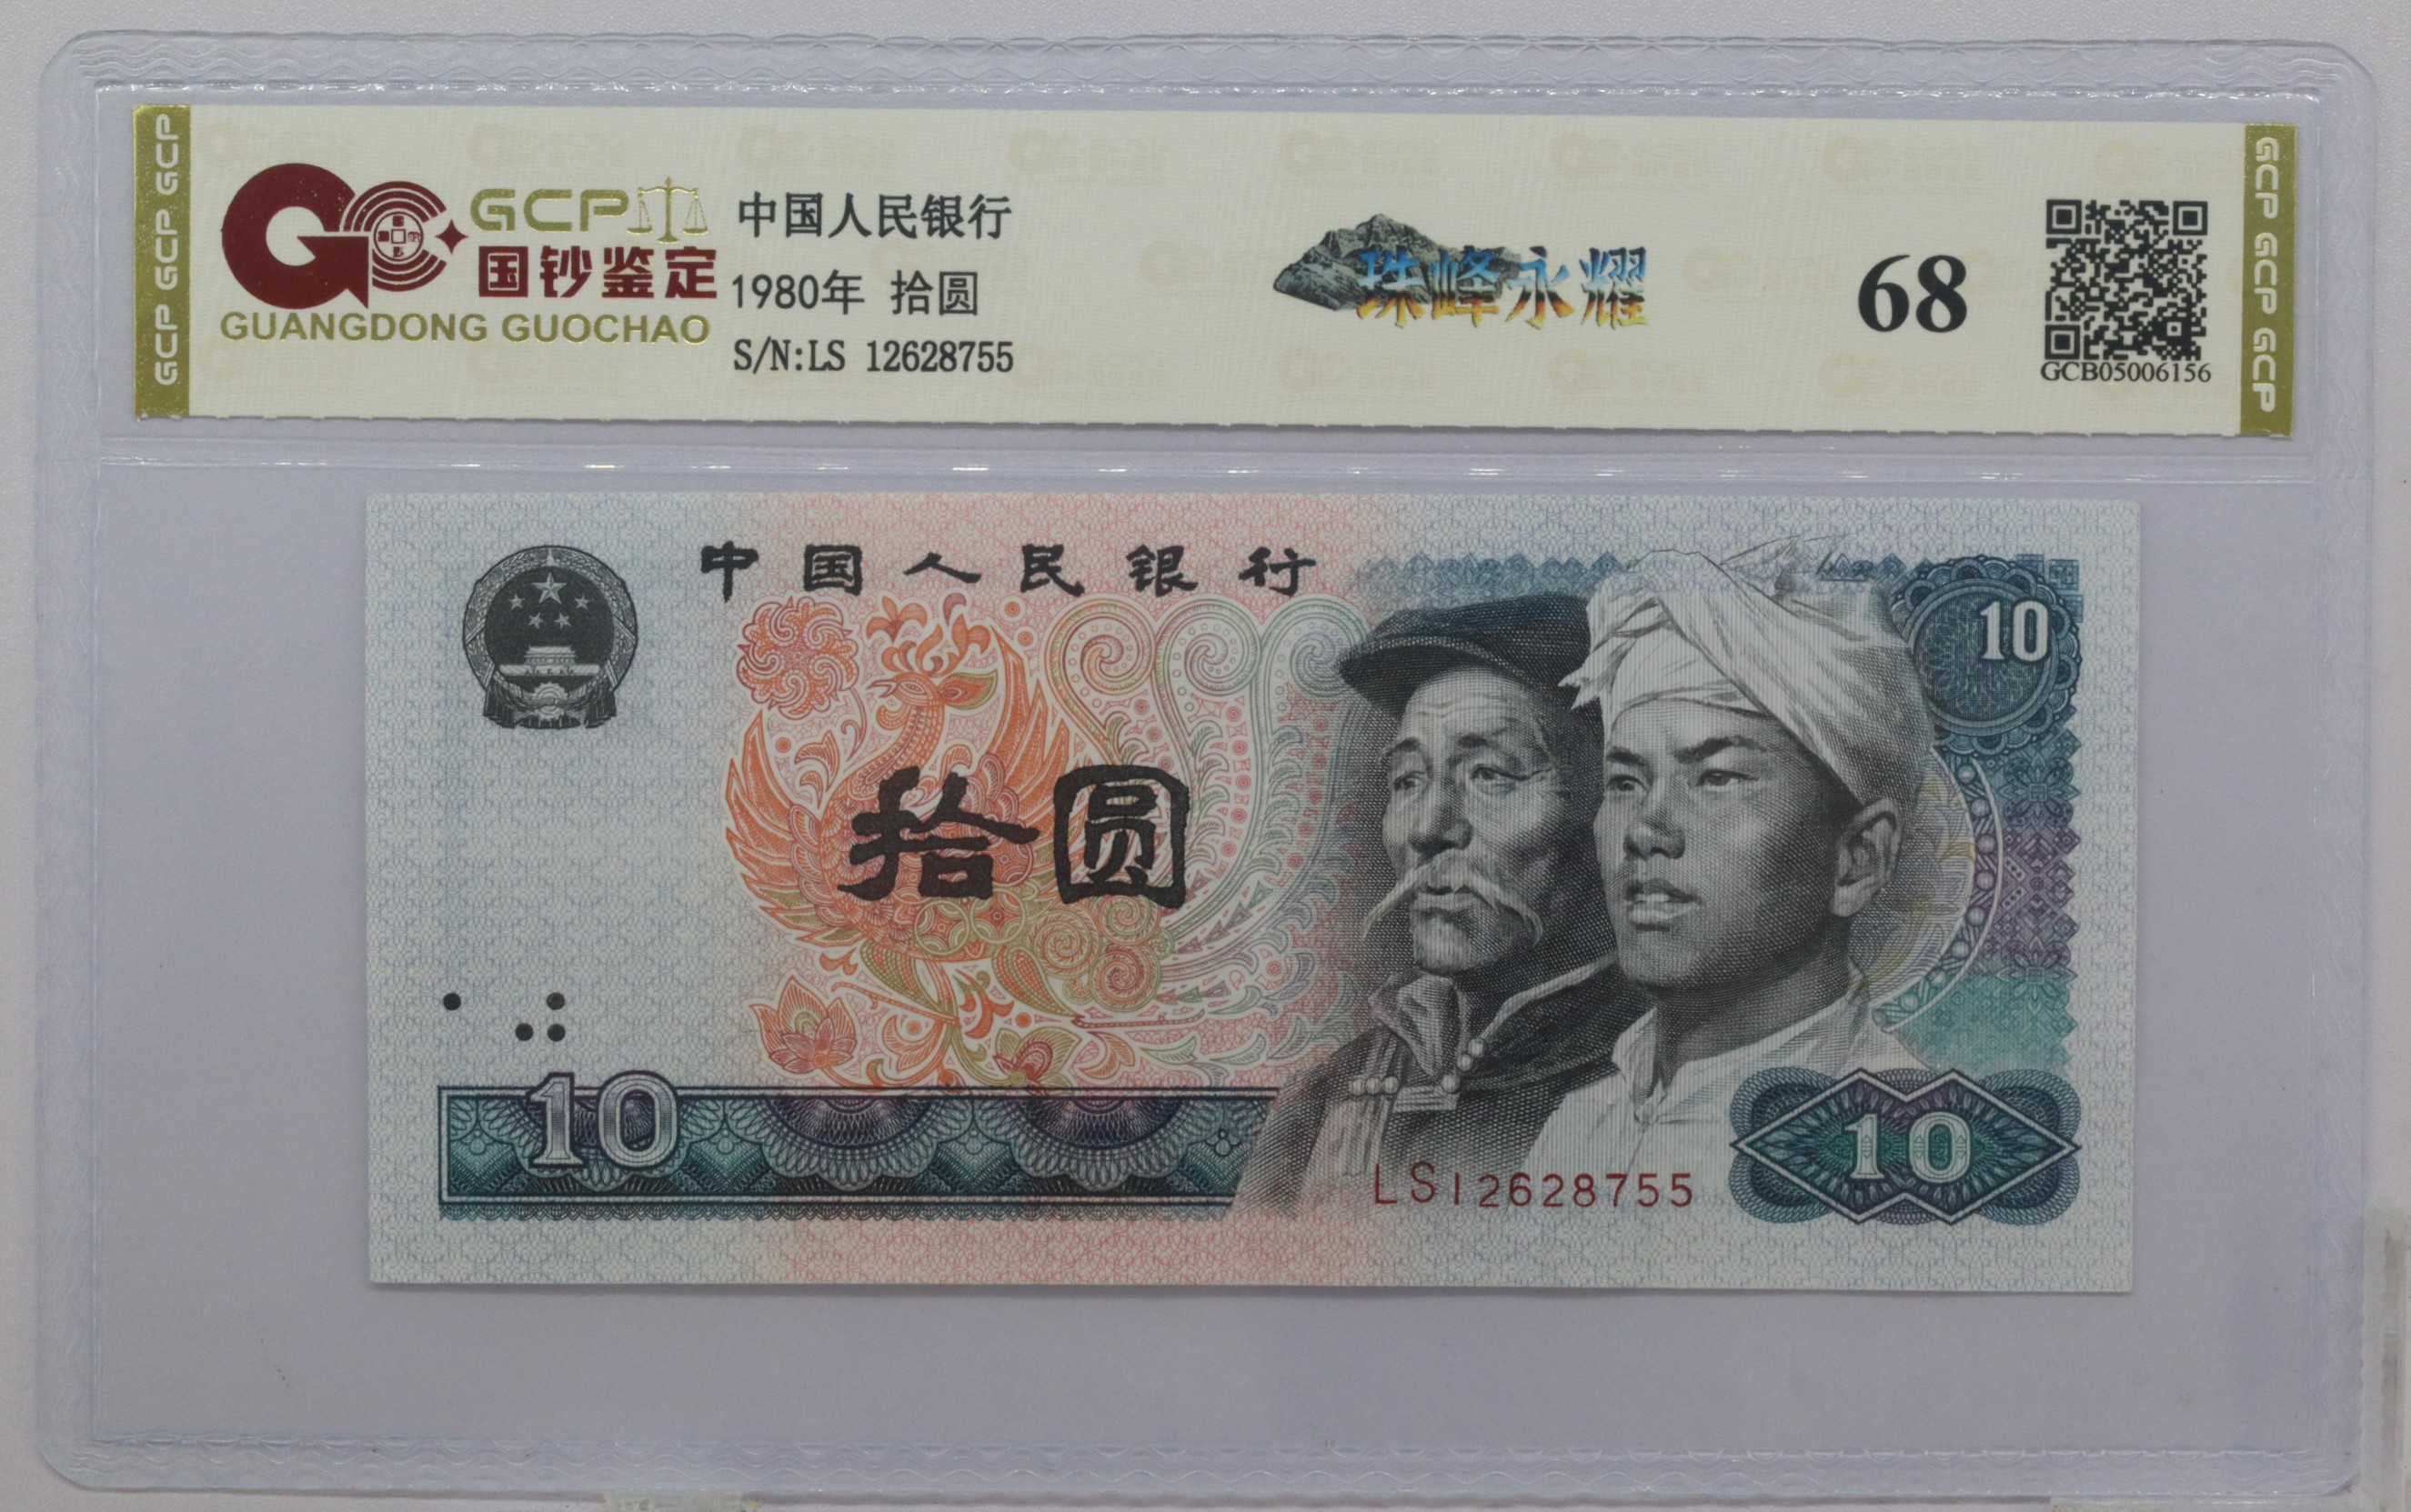 GCP GCP GCP
GCP
国钞鉴定
GUANGDONG GUOCHAO
中国人民银行
1980年 拾圆
S/N:LS 12628755
珠峰永耀
68
GCB05006156
GCP GCP GCP
中国人民银行
10
拾圆
10
LS12628755
10